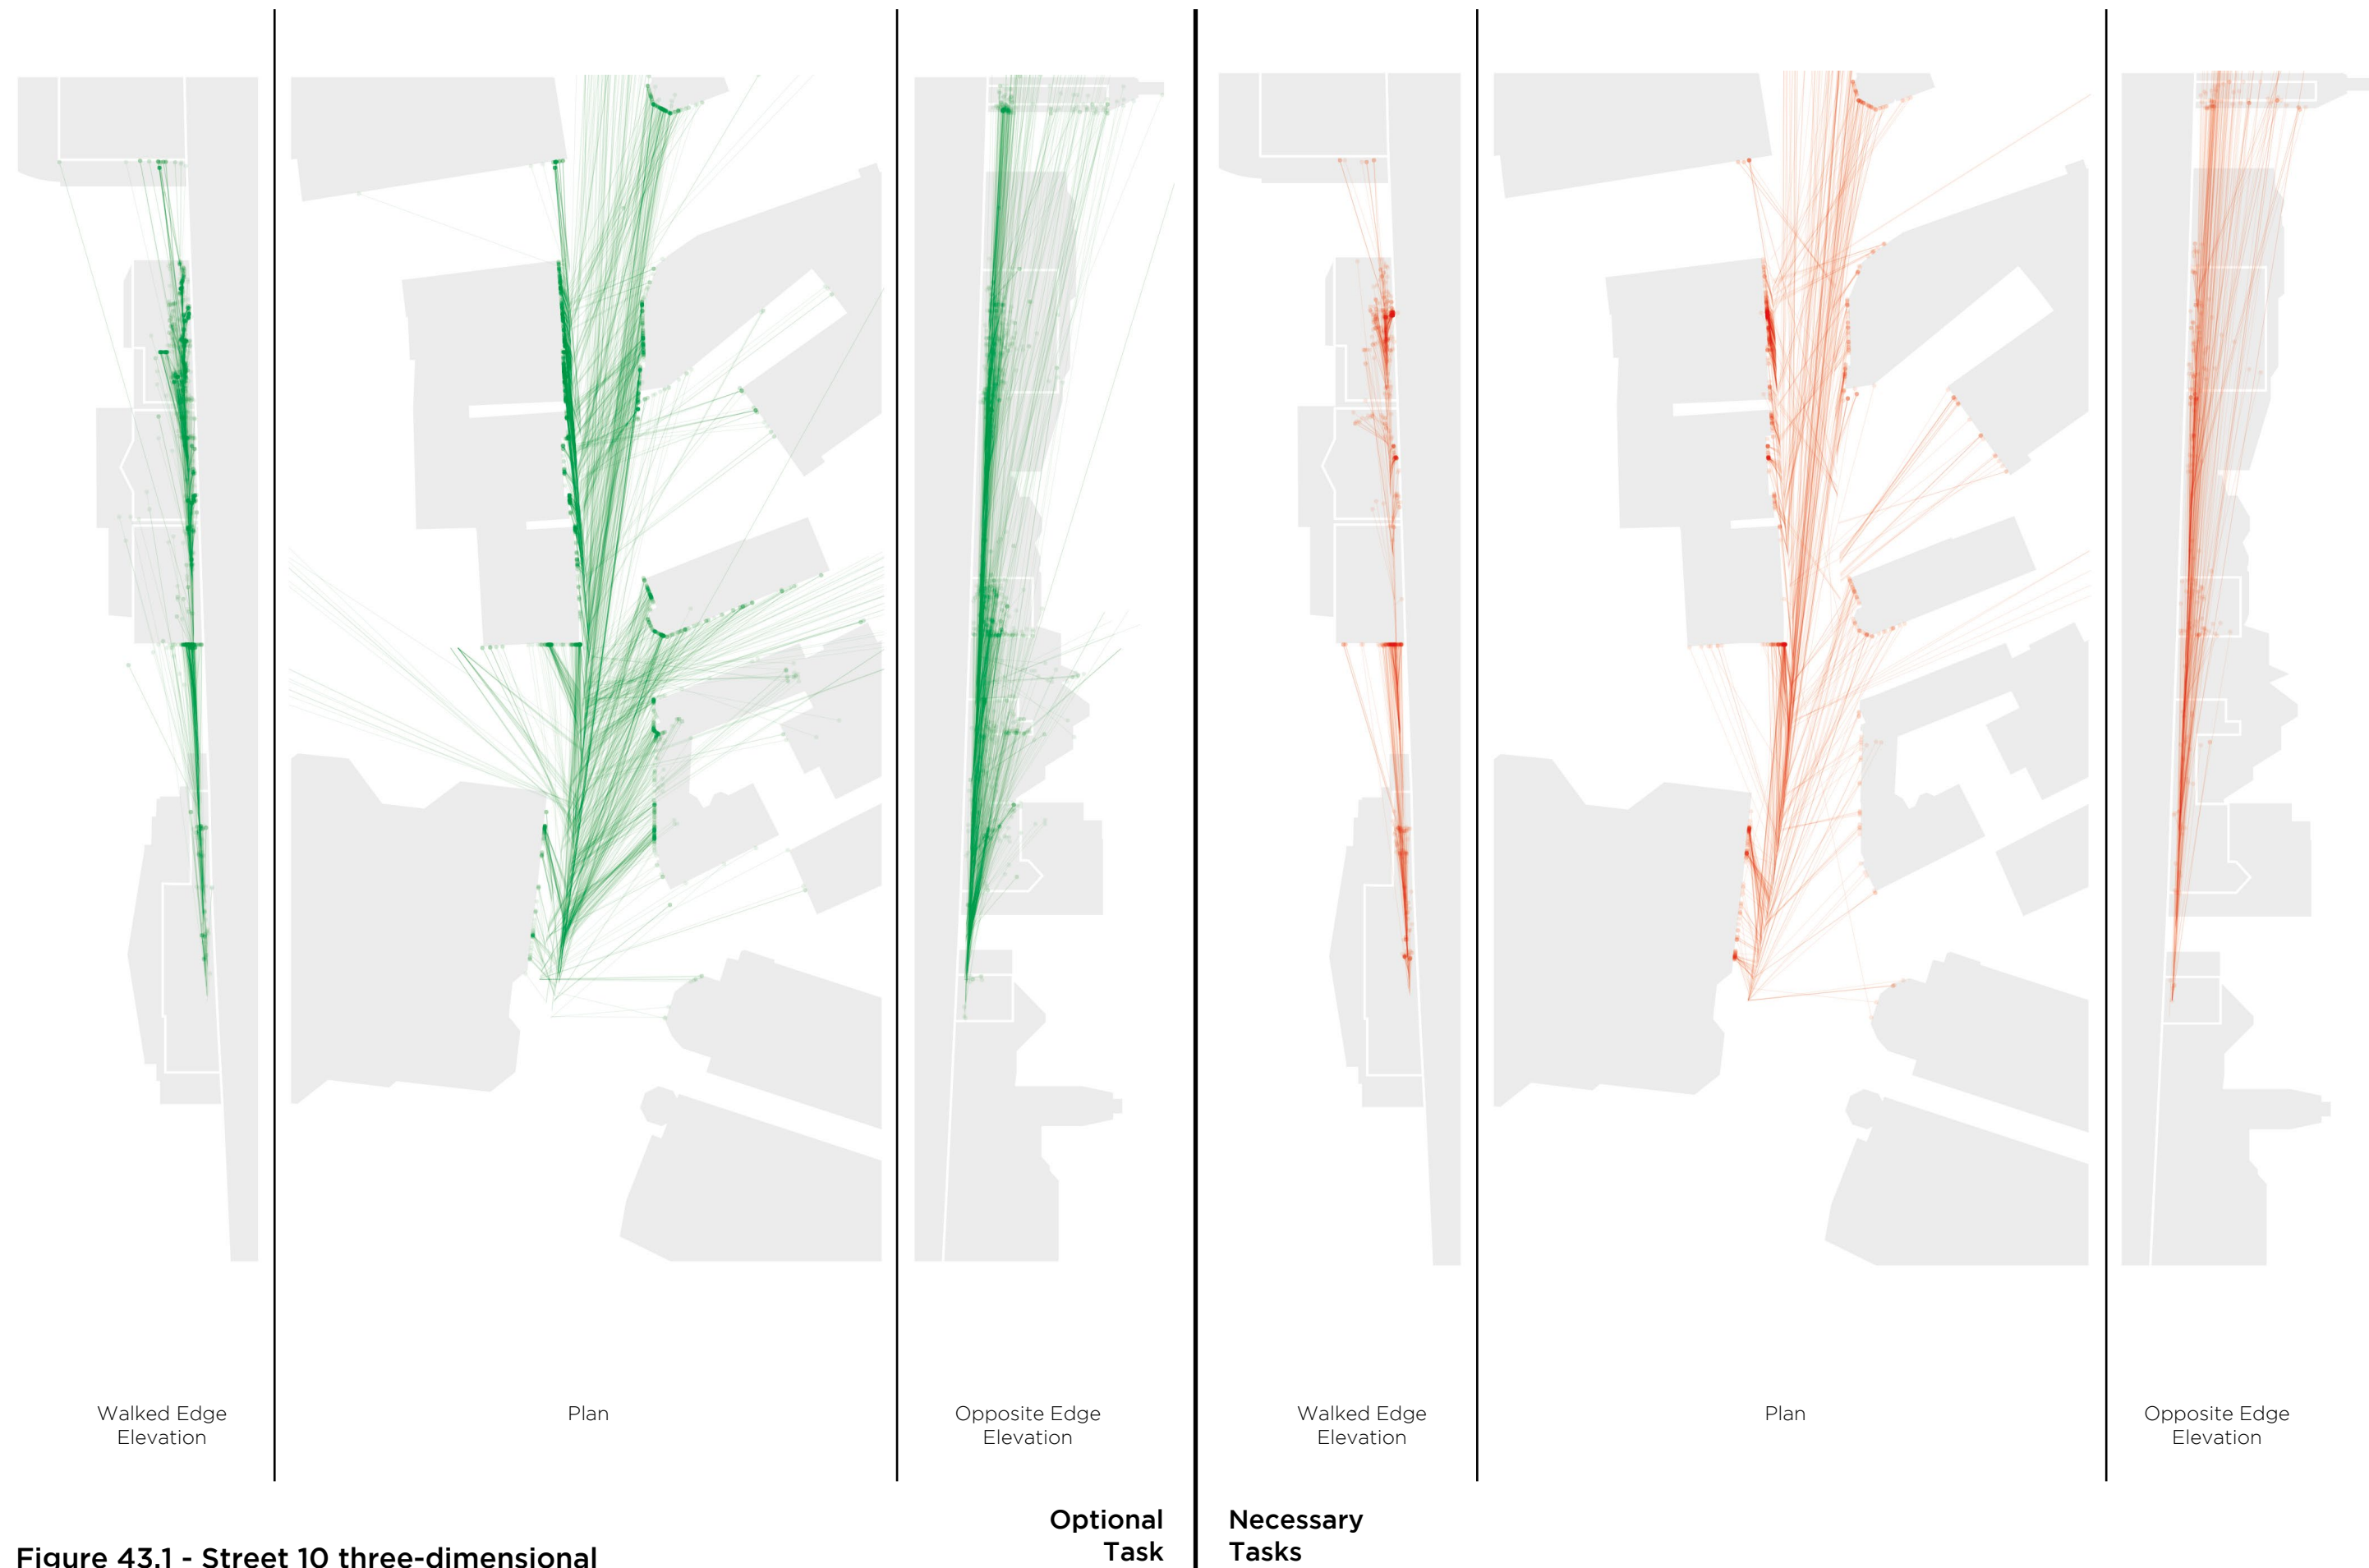 Walked Edge
Elevation
Plan
Opposite Edge
Elevation
Walked Edge
Elevation
Plan
Opposite Edge
Elevation
Optional
Task
Necessary
Tasks
Figure 43.1 - Street 10 three-dimensional